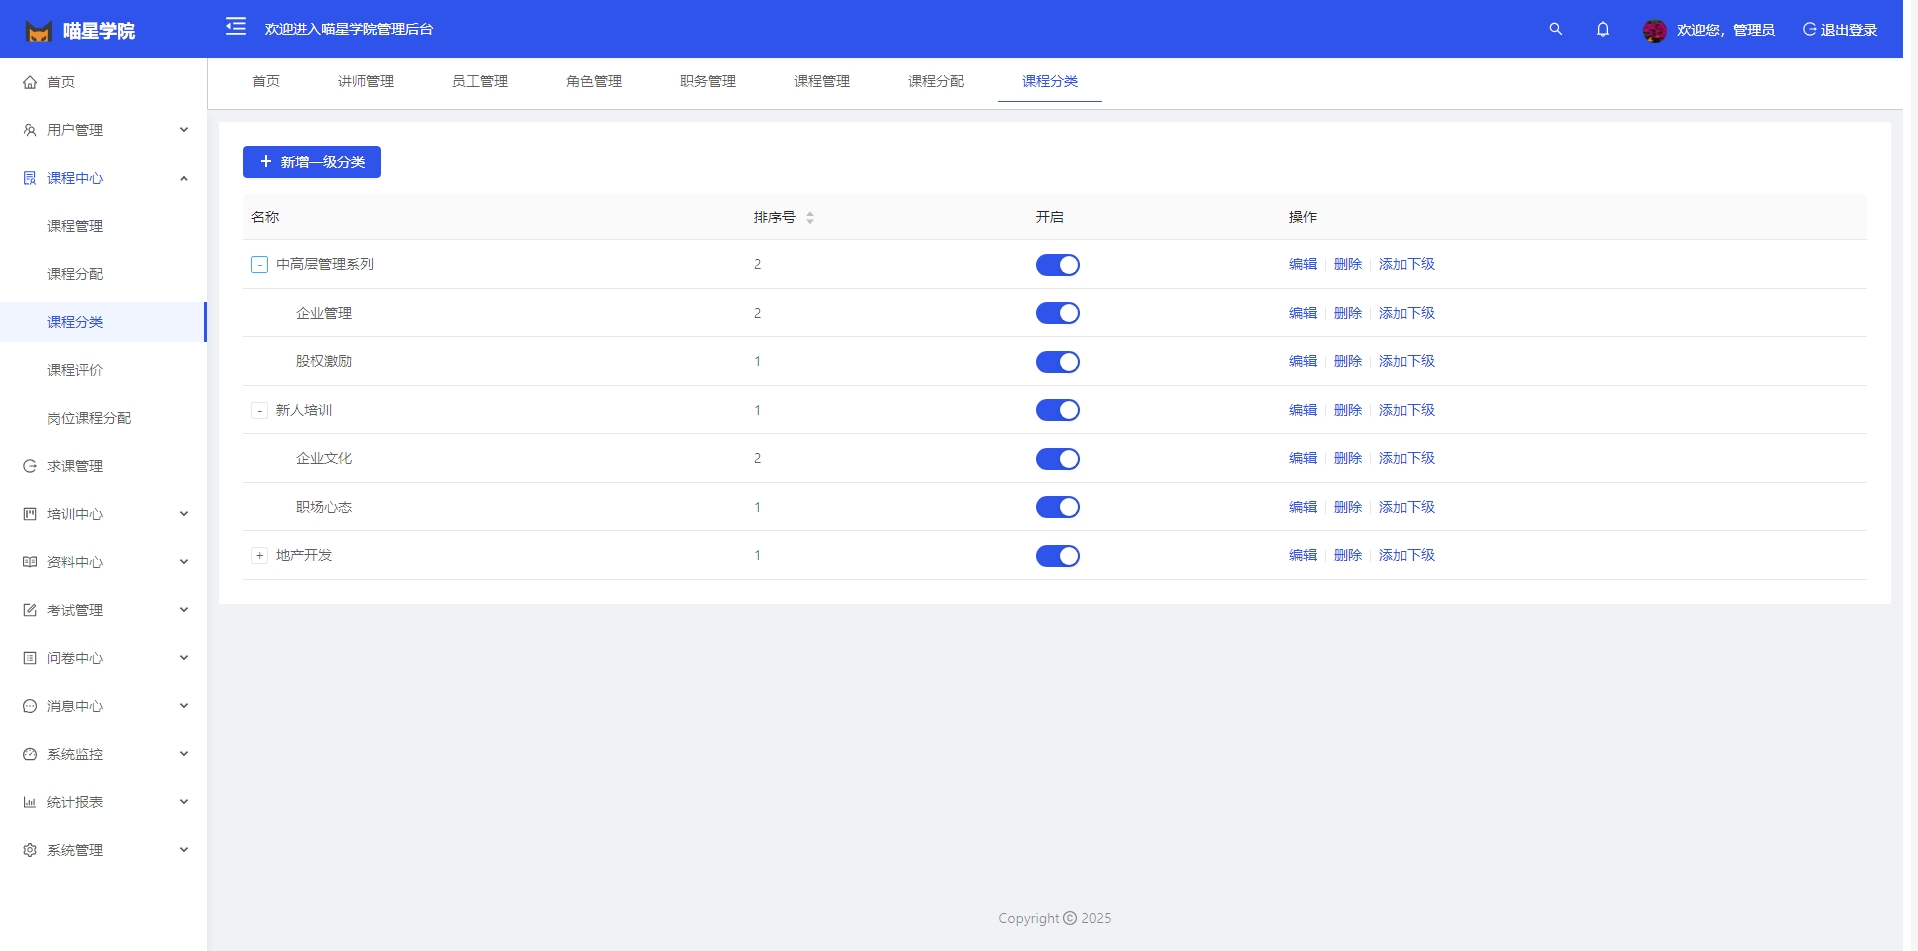 喵星学院
欢迎进入喵星学院管理后台
欢迎您，管理员
退出登录
首页
用户管理
课程中心
课程管理
课程分配
课程分类
课程评价
岗位课程分配
求课管理
培训中心
资料中心
考试管理
问卷中心
消息中心
系统监控
统计报表
系统管理
首页 讲师管理 员工管理 角色管理 职务管理 课程管理 课程分配 课程分类
+ 新增一级分类
名称 排序号 开启 操作
- 中高层管理系列 2 编辑 删除 添加下级
企业管理 2 编辑 删除 添加下级
股权激励 1 编辑 删除 添加下级
- 新人培训 1 编辑 删除 添加下级
企业文化 2 编辑 删除 添加下级
职场心态 1 编辑 删除 添加下级
+ 地产开发 1 编辑 删除 添加下级
Copyright © 2025